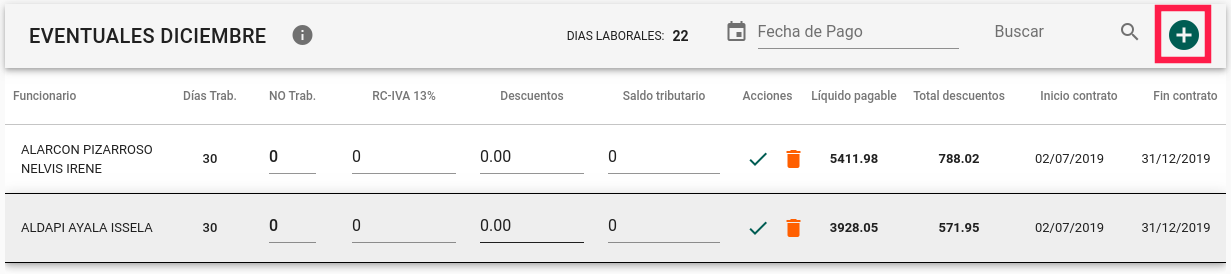 EVENTUALES DICIEMBRE DIAS LABORALES: 22 Fecha de Pago Buscar
Funcionario Días Trab. NO Trab. RC-IVA 13% Descuentos Saldo tributario Acciones Líquido pagable Total descuentos Inicio contrato Fin contrato
ALARCON PIZARROSO
NELVIS IRENE
30 0 0 0.00 0 5411.98 788.02 02/07/2019 31/12/2019
ALDAPI AYALA ISSELA 30 0 0 0.00 0 3928.05 571.95 02/07/2019 31/12/2019